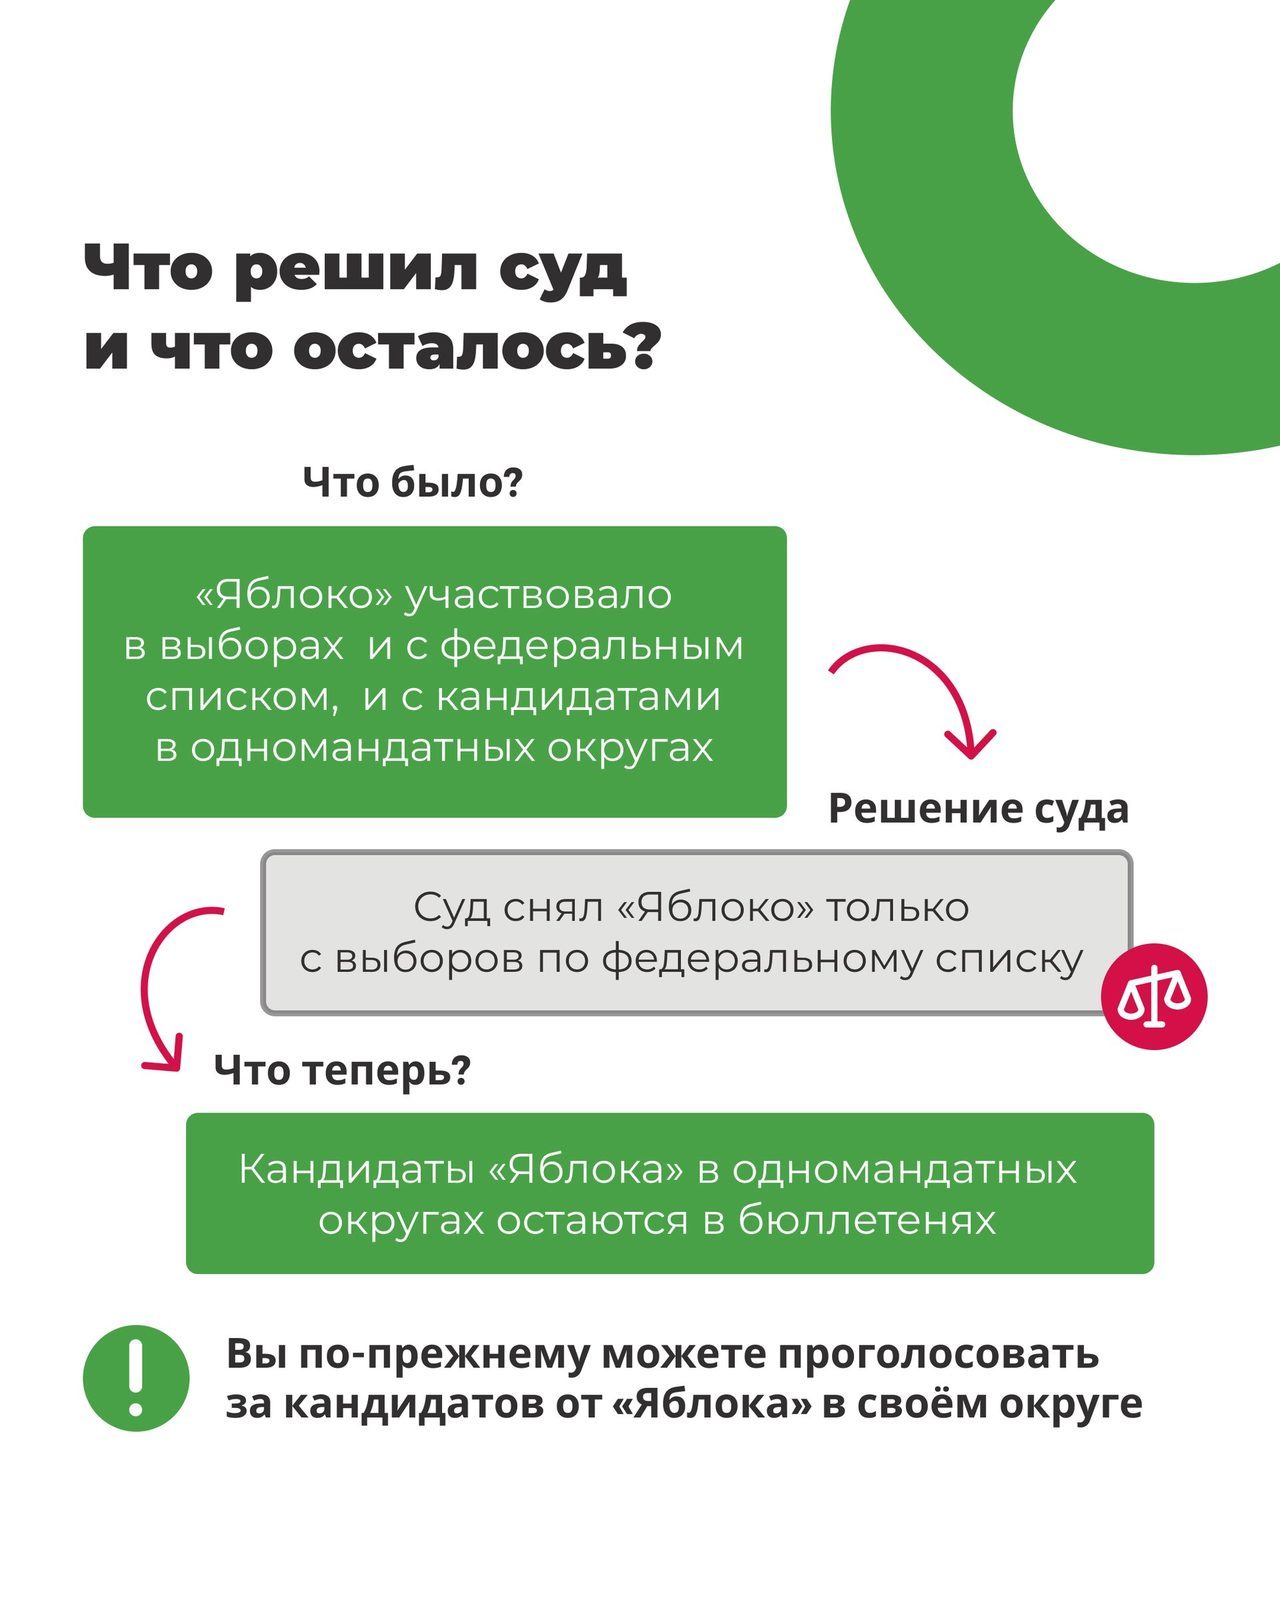 Что решил суд
и что осталось?
Что было?
«Яблоко» участвовало
в выборах и с федеральным
списком, и с кандидатами
в одномандатных округах
Решение суда
Суд снял «Яблоко» только
с выборов по федеральному списку
Что теперь?
Кандидаты «Яблока» в одномандатных
округах остаются в бюллетенях
Вы по-прежнему можете проголосовать
за кандидатов от «Яблока» в своём округе